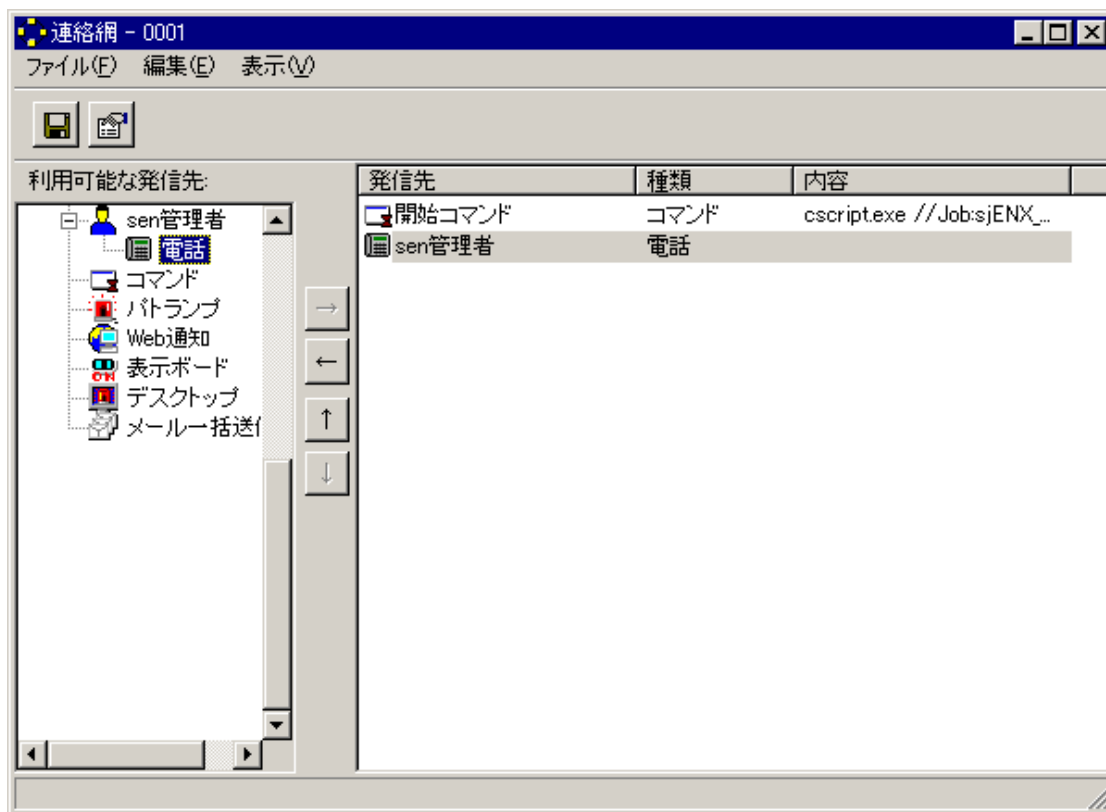 連絡網 - 0001
ファイル(F) 編集(E) 表示(V)
利用可能な発信先:
sen管理者
電話
コマンド
パトランプ
Web通知
表示ボード
デスクトップ
メール一括送信
発信先 種類 内容
開始コマンド コマンド cscript.exe //Job:sjENX_...
sen管理者 電話
→
←
↑
↓